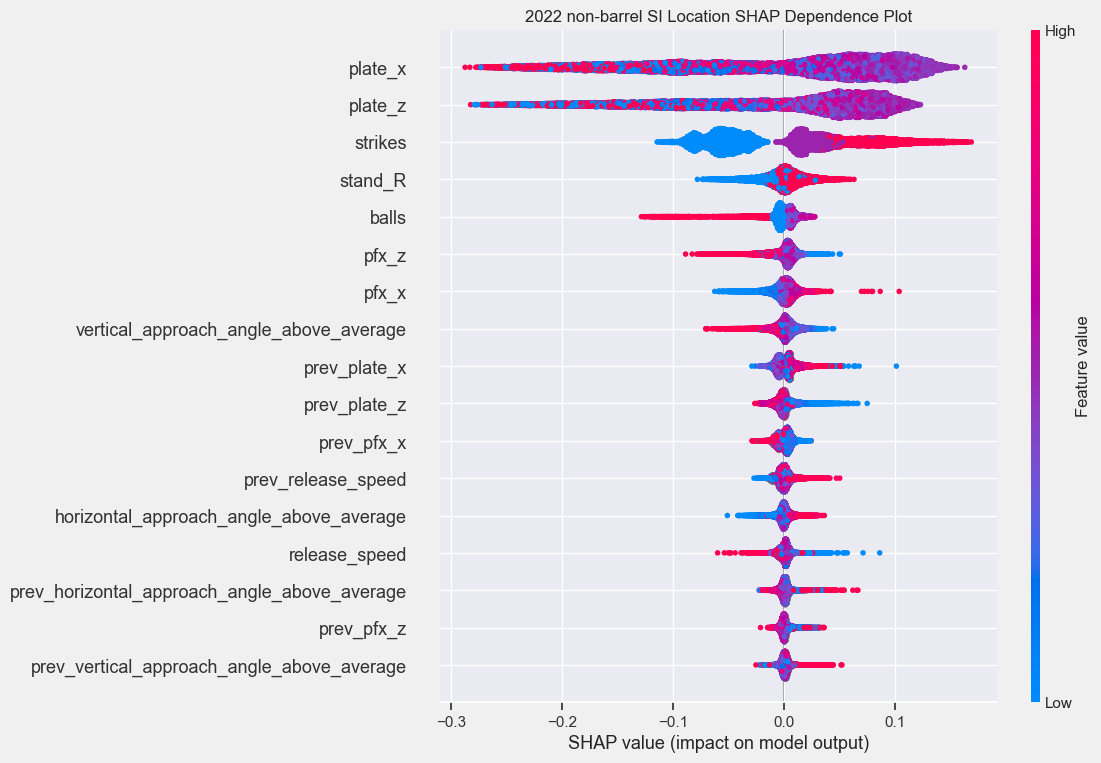 2022 non-barrel SI Location SHAP Dependence Plot
High
plate_x
plate_z
strikes
stand_R
balls
pfx_z
pfx_x
vertical_approach_angle_above_average
prev_plate_x
prev_plate_z
prev_pfx_x
prev_release_speed
horizontal_approach_angle_above_average
release_speed
prev_horizontal_approach_angle_above_average
prev_pfx_z
prev_vertical_approach_angle_above_average
Feature value
Low
−0.3 −0.2 −0.1 0.0 0.1
SHAP value (impact on model output)